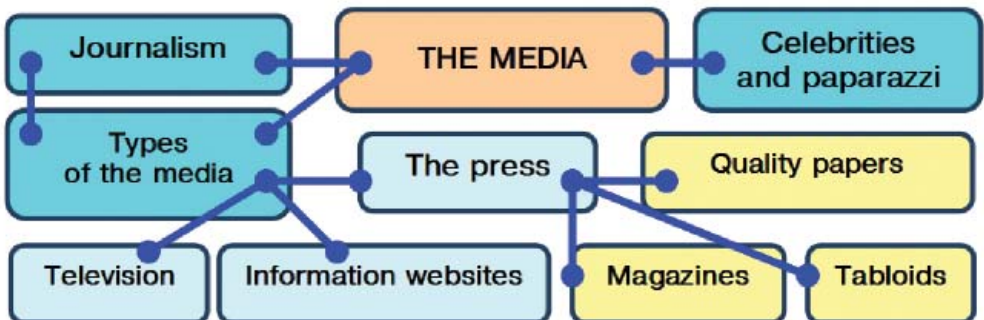 Journalism
THE MEDIA
Celebrities
and paparazzi
Types
of the media
The press
Quality papers
Television
Information websites
Magazines
Tabloids